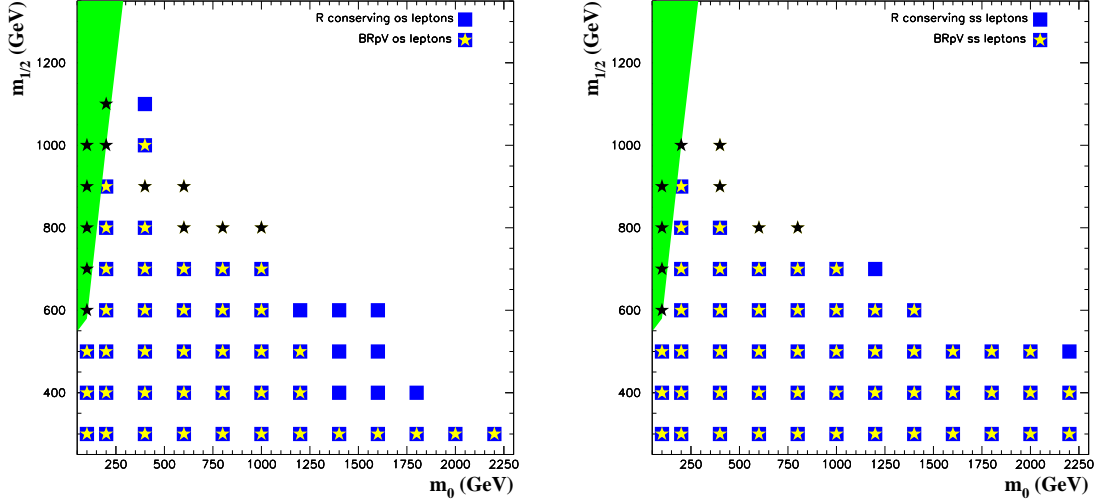 R conserving os leptons
BRpV os leptons
m1/2 (GeV)
1200
1000
800
600
400
250 500 750 1000 1250 1500 1750 2000 2250
m0 (GeV)
R conserving ss leptons
BRpV ss leptons
m1/2 (GeV)
1200
1000
800
600
400
250 500 750 1000 1250 1500 1750 2000 2250
m0 (GeV)